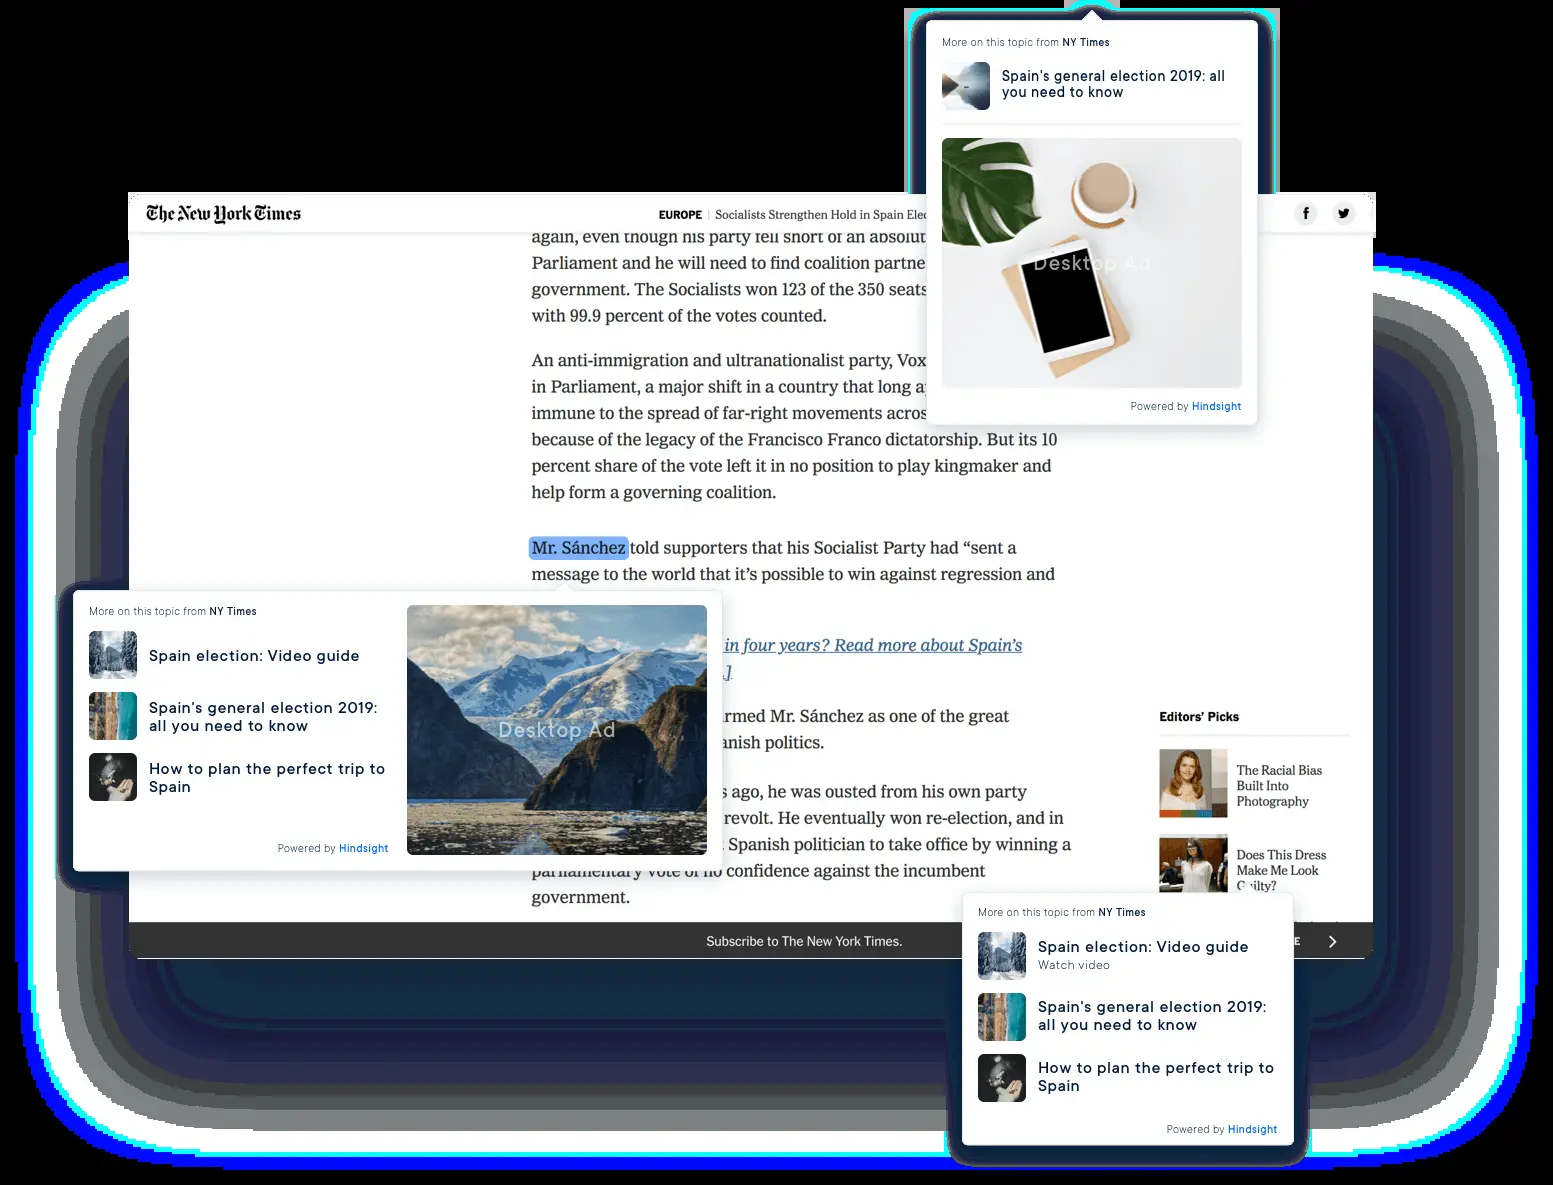 More on this topic from NY Times
Spain's general election 2019: all
you need to know
Desktop Ad
Powered by Hindsight
The New York Times
EUROPE | Socialists Strengthen Hold in Spain
again, even though his party fell short of an
Parliament and he will need to find coalition
government. The Socialists won 123 of the 350 seats
with 99.9 percent of the votes counted.
An anti-immigration and ultranationalist party, Vox
in Parliament, a major shift in a country that long
immune to the spread of far-right movements
because of the legacy of the Francisco Franco dictatorship. But its 10
percent share of the vote left it in no position to play kingmaker and
help form a governing coalition.
Mr. Sánchez told supporters that his Socialist Party had “sent a
message to the world that it’s possible to win against regression and
in four years? Read more about Spain’s
.]
Mr. Sánchez as one of the great
politics.
ago, he was ousted from his own party
revolt. He eventually won re-election, and in
Spanish politician to take office by winning a
parliamentary vote of no confidence against the incumbent
government.
More on this topic from NY Times
Spain election: Video guide
Spain's general election 2019:
all you need to know
How to plan the perfect trip to
Spain
Powered by Hindsight
Desktop Ad
Editors’ Picks
The Racial Bias
Built Into
Photography
Does This Dress
Make Me Look
Guilty?
Subscribe to The New York Times.
More on this topic from NY Times
Spain election: Video guide
Watch video
Spain's general election 2019:
all you need to know
How to plan the perfect trip to
Spain
Powered by Hindsight